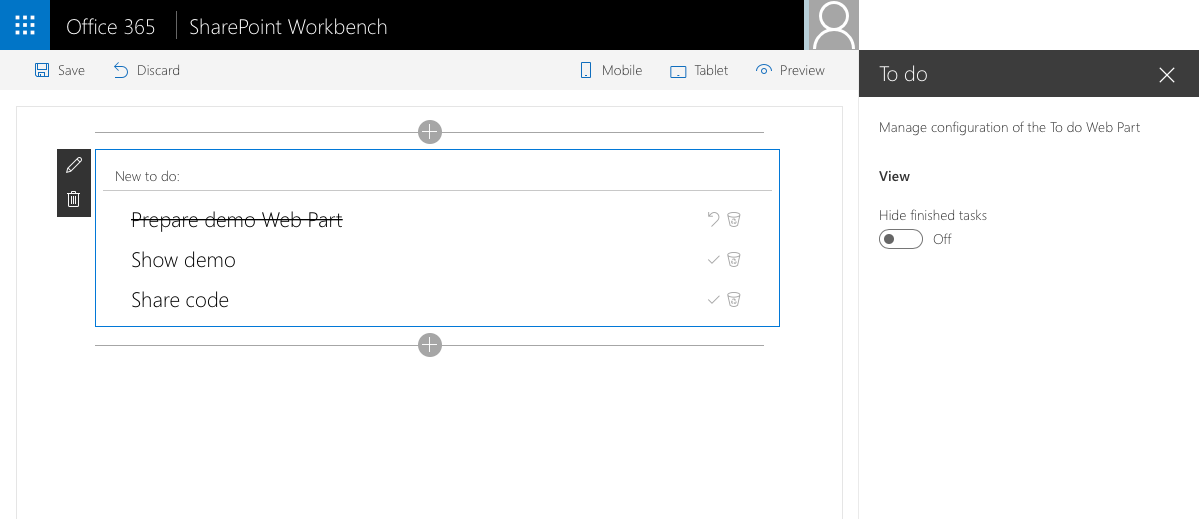 Office 365 SharePoint Workbench
Save Discard Mobile Tablet Preview
To do
Manage configuration of the To do Web Part
View
Hide finished tasks
Off
New to do:
Prepare demo Web Part
Show demo
Share code